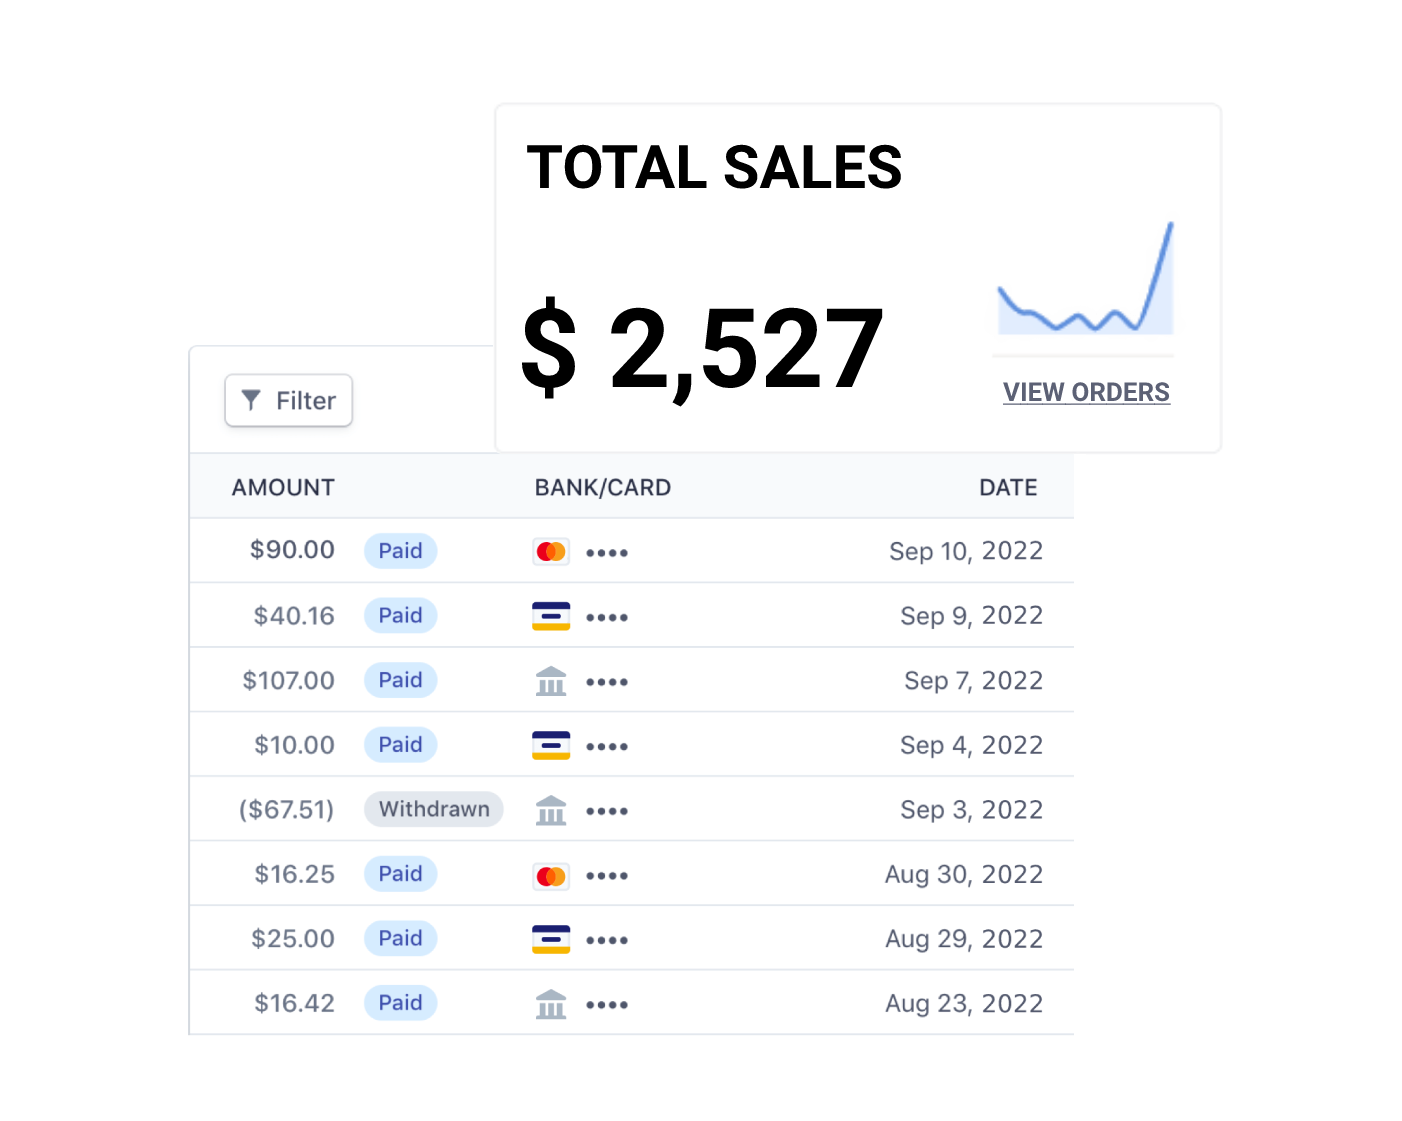 TOTAL SALES
$ 2,527
VIEW ORDERS
Filter
AMOUNT BANK/CARD DATE
$90.00 Paid •••• Sep 10, 2022
$40.16 Paid •••• Sep 9, 2022
$107.00 Paid •••• Sep 7, 2022
$10.00 Paid •••• Sep 4, 2022
($67.51) Withdrawn •••• Sep 3, 2022
$16.25 Paid •••• Aug 30, 2022
$25.00 Paid •••• Aug 29, 2022
$16.42 Paid •••• Aug 23, 2022